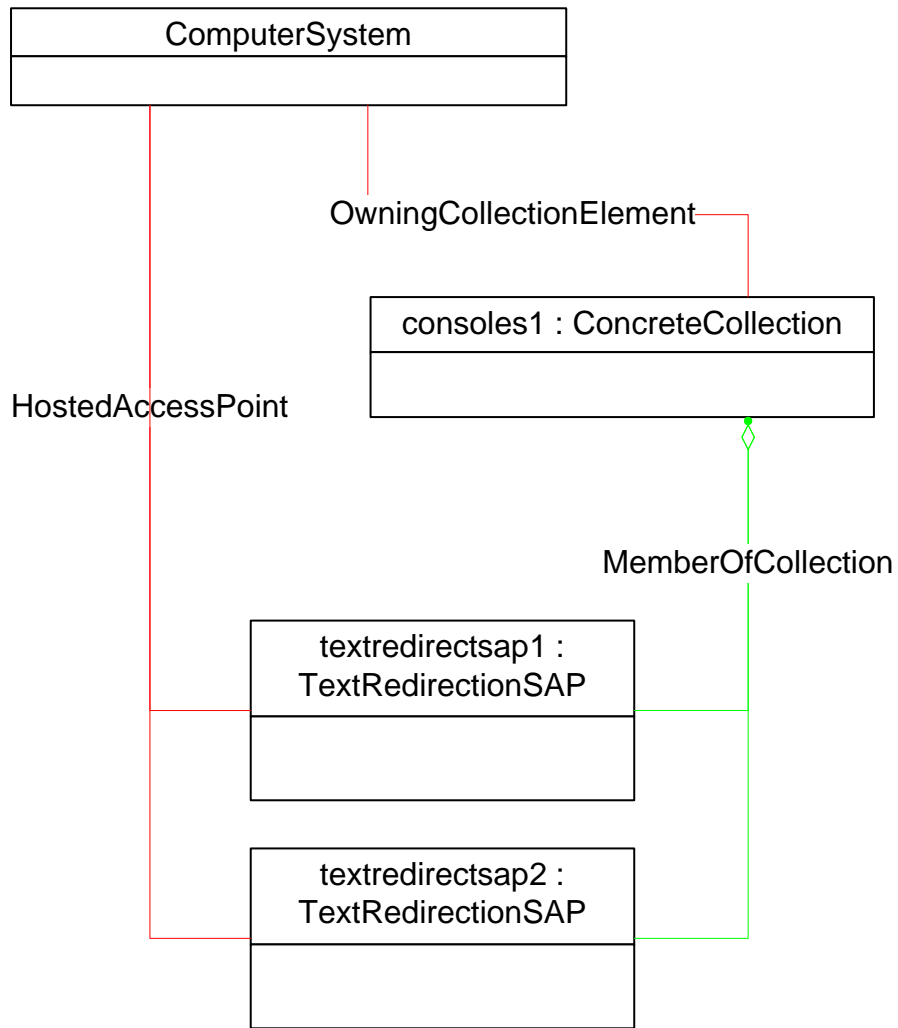 ComputerSystem
OwningCollectionElement
consoles1 : ConcreteCollection
HostedAccessPoint
MemberOfCollection
textredirectsap1 :
TextRedirectionSAP
textredirectsap2 :
TextRedirectionSAP